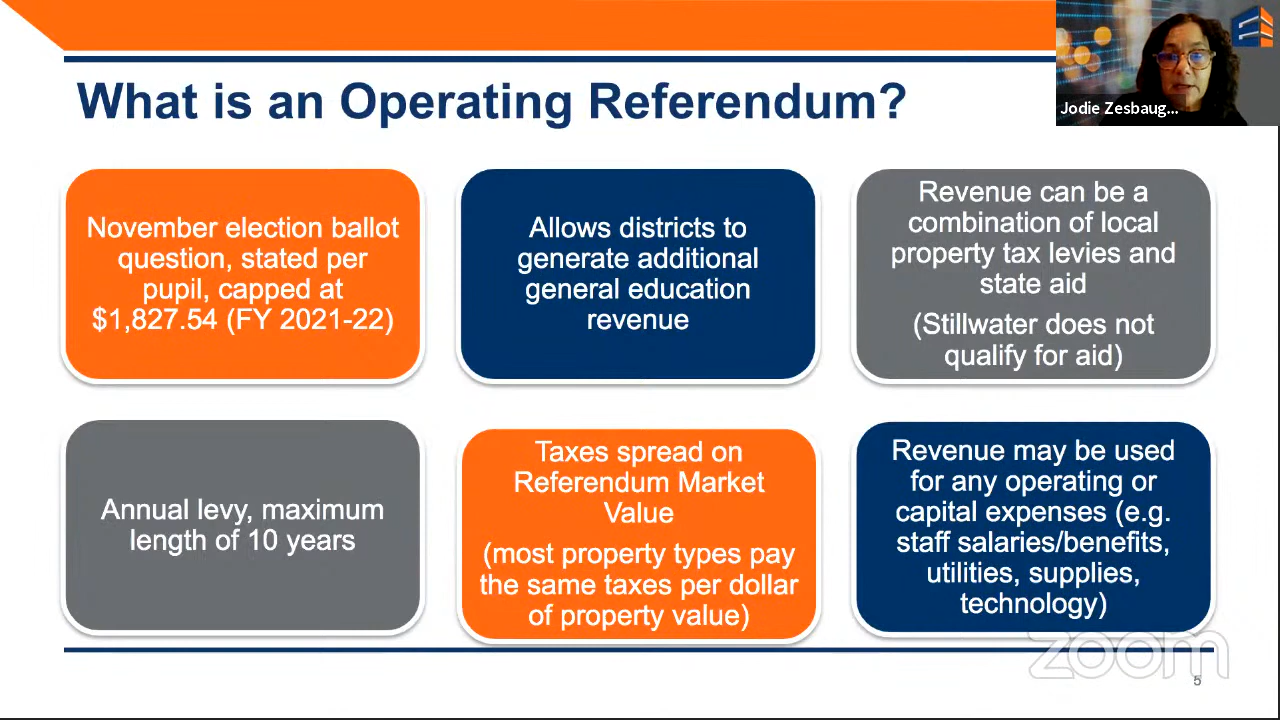 What is an Operating Referendum?
Jodie Zesbaug...
November election ballot
question, stated per
pupil, capped at
$1,827.54 (FY 2021-22)
Allows districts to
generate additional
general education
revenue
Revenue can be a
combination of local
property tax levies and
state aid
(Stillwater does not
qualify for aid)
Annual levy, maximum
length of 10 years
Taxes spread on
Referendum Market
Value
(most property types pay
the same taxes per dollar
of property value)
Revenue may be used
for any operating or
capital expenses (e.g.
staff salaries/benefits,
utilities, supplies,
technology)
zoom
5